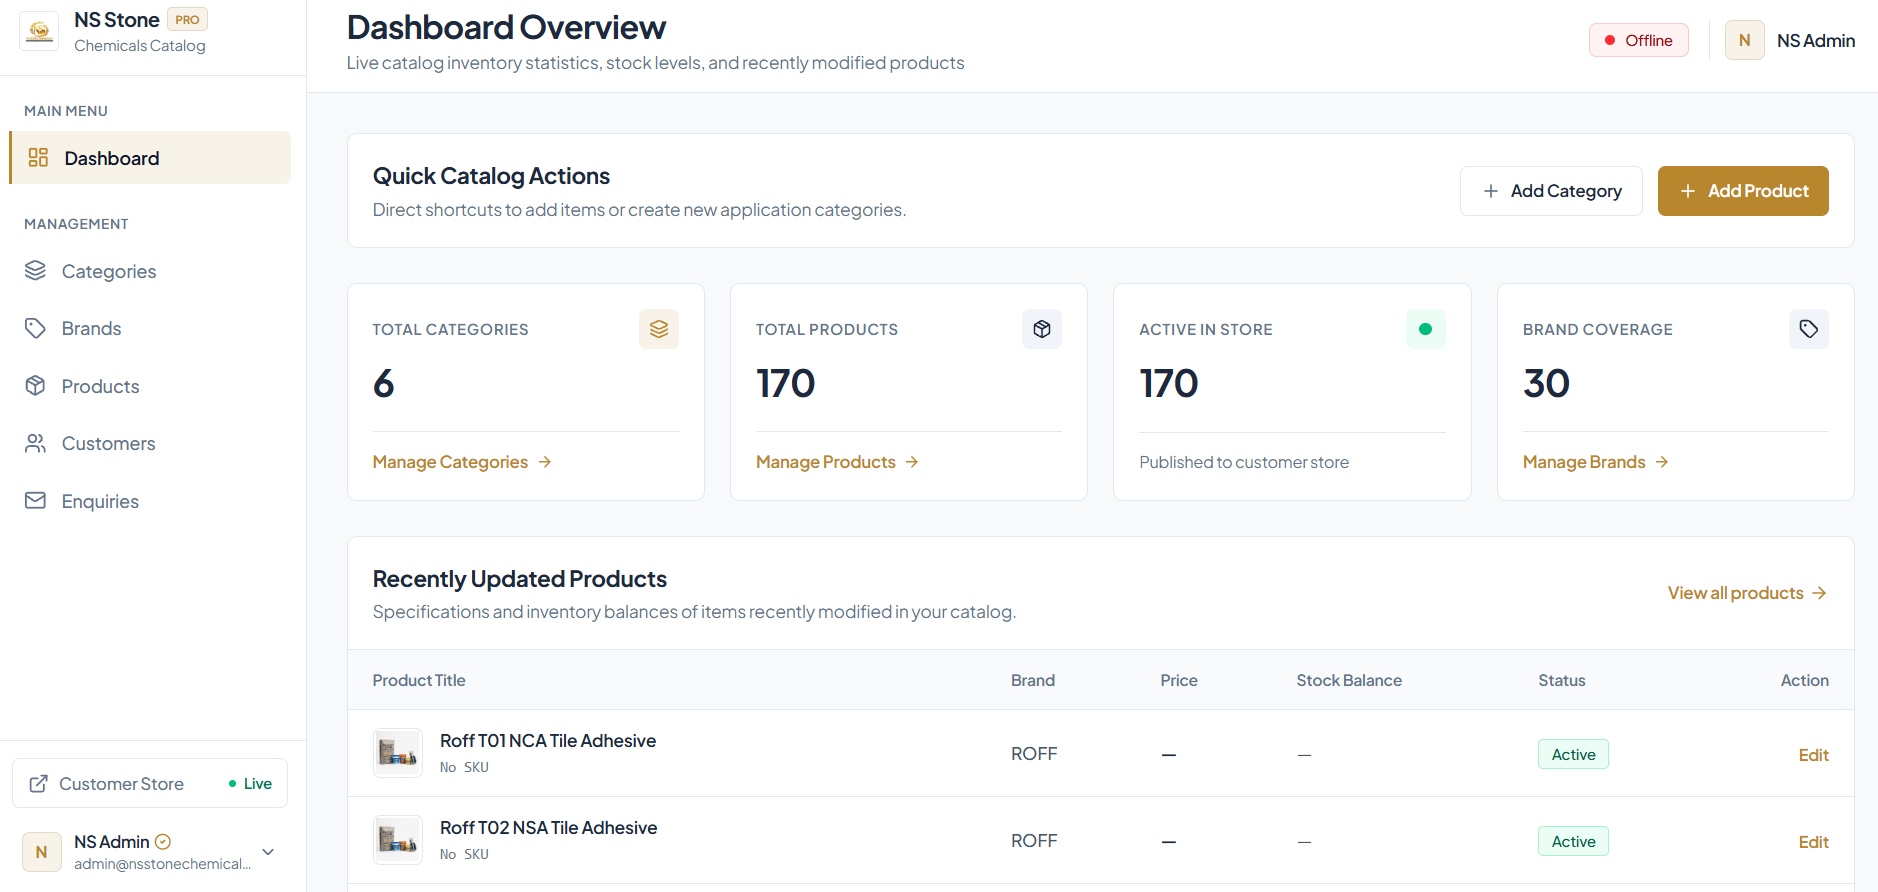 NS Stone PRO
Chemicals Catalog
MAIN MENU
Dashboard
MANAGEMENT
Categories
Brands
Products
Customers
Enquiries
Customer Store Live
N NS Admin
admin@nsstonechemical...
Dashboard Overview
Live catalog inventory statistics, stock levels, and recently modified products
Offline
N NS Admin
Quick Catalog Actions
Direct shortcuts to add items or create new application categories.
+ Add Category
+ Add Product
TOTAL CATEGORIES
6
Manage Categories →
TOTAL PRODUCTS
170
Manage Products →
ACTIVE IN STORE
170
Published to customer store
BRAND COVERAGE
30
Manage Brands →
Recently Updated Products
Specifications and inventory balances of items recently modified in your catalog.
View all products →
Product Title Brand Price Stock Balance Status Action
Roff T01 NCA Tile Adhesive ROFF — — Active Edit
No SKU
Roff T02 NSA Tile Adhesive ROFF — — Active Edit
No SKU